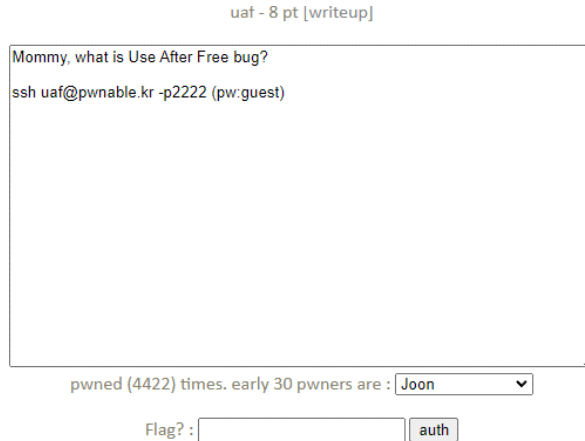 uaf - 8 pt [writeup]
Mommy, what is Use After Free bug?
ssh uaf@pwnable.kr -p2222 (pw:guest)
pwned (4422) times. early 30 pwners are : Joon
Flag? : auth